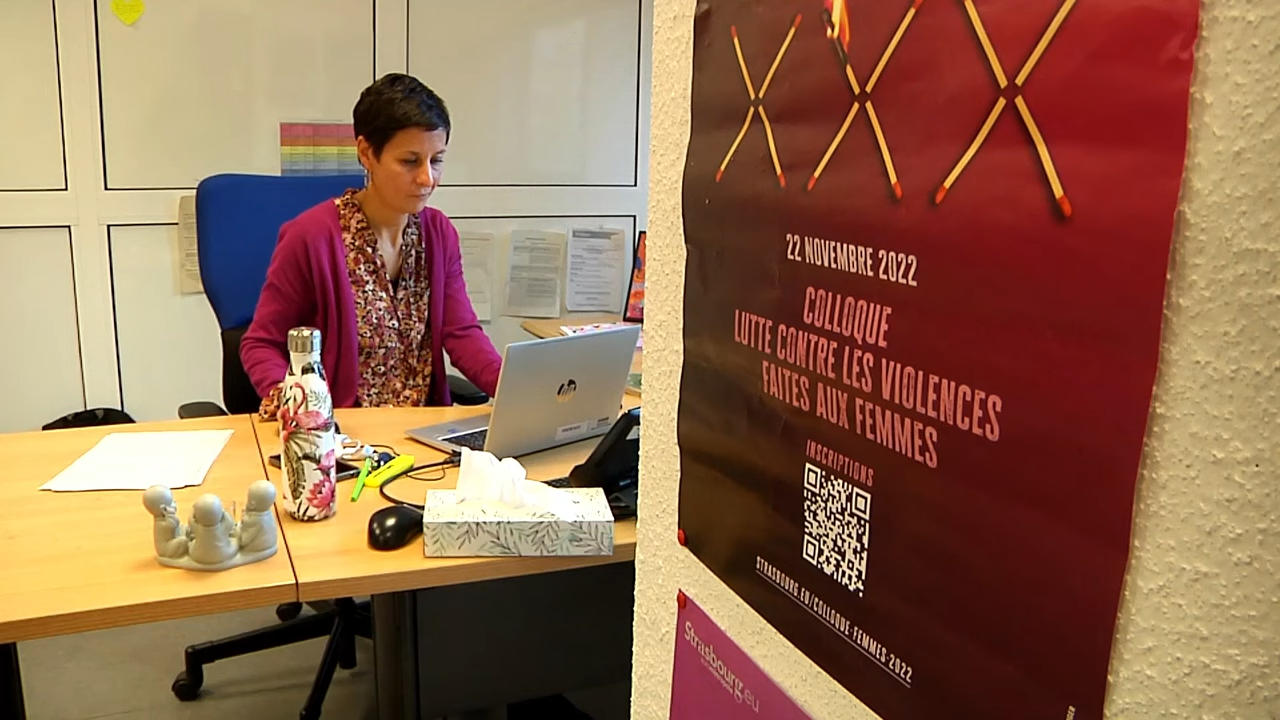 22 NOVEMBRE 2022
COLLOQUE
LUTTE CONTRE LES VIOLENCES
FAITES AUX FEMMES
INSCRIPTIONS
STRASBOURG.EU/COLLOQUE-FEMMES-2022
Strasbourg.eu
hp